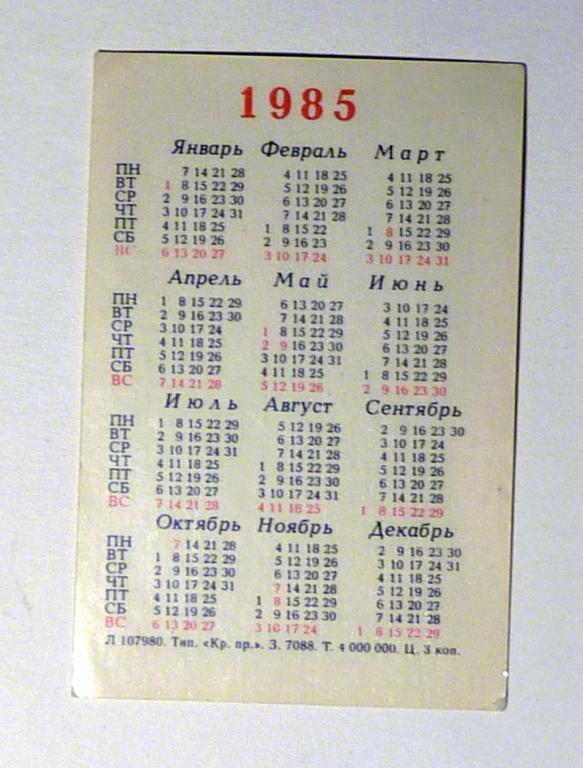 1985
Январь Февраль Март
ПН 7 14 21 28 4 11 18 25 4 11 18 25
ВТ 1 8 15 22 29 5 12 19 26 5 12 19 26
СР 2 9 16 23 30 6 13 20 27 6 13 20 27
ЧТ 3 10 17 24 31 7 14 21 28 7 14 21 28
ПТ 4 11 18 25 1 8 15 22 1 8 15 22 29
СБ 5 12 19 26 2 9 16 23 2 9 16 23 30
ВС 6 13 20 27 3 10 17 24 3 10 17 24 31
Апрель Май Июнь
ПН 1 8 15 22 29 6 13 20 27 3 10 17 24
ВТ 2 9 16 23 30 7 14 21 28 4 11 18 25
СР 3 10 17 24 1 8 15 22 29 5 12 19 26
ЧТ 4 11 18 25 2 9 16 23 30 6 13 20 27
ПТ 5 12 19 26 3 10 17 24 31 7 14 21 28
СБ 6 13 20 27 4 11 18 25 1 8 15 22 29
ВС 7 14 21 28 5 12 19 26 2 9 16 23 30
Июль Август Сентябрь
ПН 1 8 15 22 29 5 12 19 26 2 9 16 23 30
ВТ 2 9 16 23 30 6 13 20 27 3 10 17 24
СР 3 10 17 24 31 7 14 21 28 4 11 18 25
ЧТ 4 11 18 25 1 8 15 22 29 5 12 19 26
ПТ 5 12 19 26 2 9 16 23 30 6 13 20 27
СБ 6 13 20 27 3 10 17 24 31 7 14 21 28
ВС 7 14 21 28 4 11 18 25 1 8 15 22 29
Октябрь Ноябрь Декабрь
ПН 7 14 21 28 4 11 18 25 2 9 16 23 30
ВТ 1 8 15 22 29 5 12 19 26 3 10 17 24 31
СР 2 9 16 23 30 6 13 20 27 4 11 18 25
ЧТ 3 10 17 24 31 7 14 21 28 5 12 19 26
ПТ 4 11 18 25 1 8 15 22 29 6 13 20 27
СБ 5 12 19 26 2 9 16 23 30 7 14 21 28
ВС 6 13 20 27 3 10 17 24 1 8 15 22 29
Л 107980. Тип. «Кр. пр.». З. 7088. Т. 4 000 000. Ц. 3 коп.